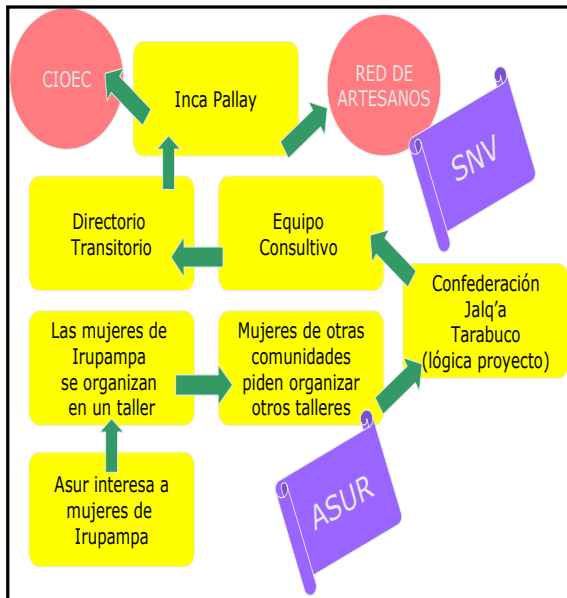 CIOEC
Inca Pallay
RED DE
ARTESANOS
SNV
Directorio
Transitorio
Equipo
Consultivo
Confederación
Jalq'a
Tarabuco
(lógica proyecto)
Las mujeres de
Irupampa
se organizan
en un taller
Mujeres de otras
comunidades
piden organizar
otros talleres
Asur interesa a
mujeres de
Irupampa
ASUR